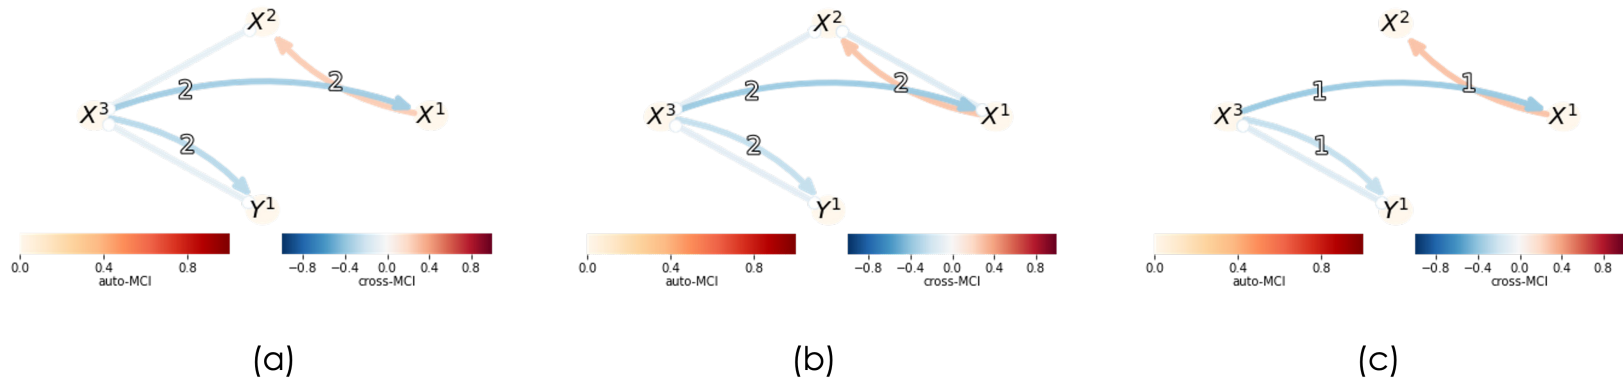 X² X² X²
2 2 2 2 1 1
X³ X¹ X³ X¹ X³ X¹
2 2 1
Y¹ Y¹ Y¹
0.0 0.4 0.8 −0.8 −0.4 0.0 0.4 0.8 0.0 0.4 0.8 −0.8 −0.4 0.0 0.4 0.8 0.0 0.4 0.8 −0.8 −0.4 0.0 0.4 0.8
auto-MCI cross-MCI auto-MCI cross-MCI auto-MCI cross-MCI
(a) (b) (c)